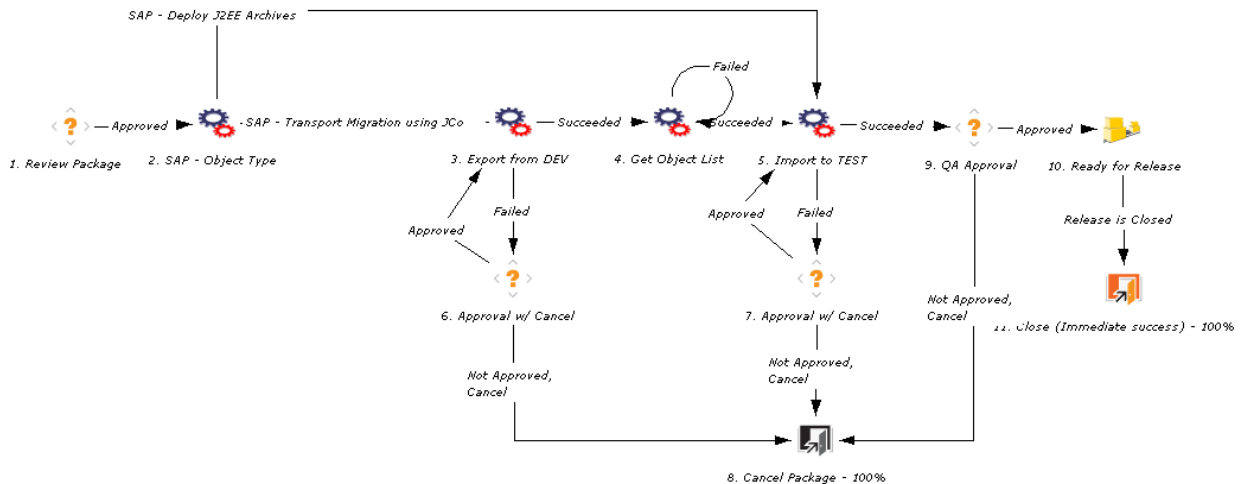 SAP - Deploy J2EE Archives
Failed
Approved
SAP - Transport Migration using JCo
Succeeded
Succeeded
Succeeded
Approved
1. Review Package
2. SAP - Object Type
3. Export from DEV
4. Get Object List
5. Import to TEST
9. QA Approval
10. Ready for Release
Approved
Failed
Approved
Failed
Release is Closed
6. Approval w/ Cancel
7. Approval w/ Cancel
Not Approved,
Cancel
11. Close (Immediate success) - 100%
Not Approved,
Cancel
Not Approved,
Cancel
8. Cancel Package - 100%